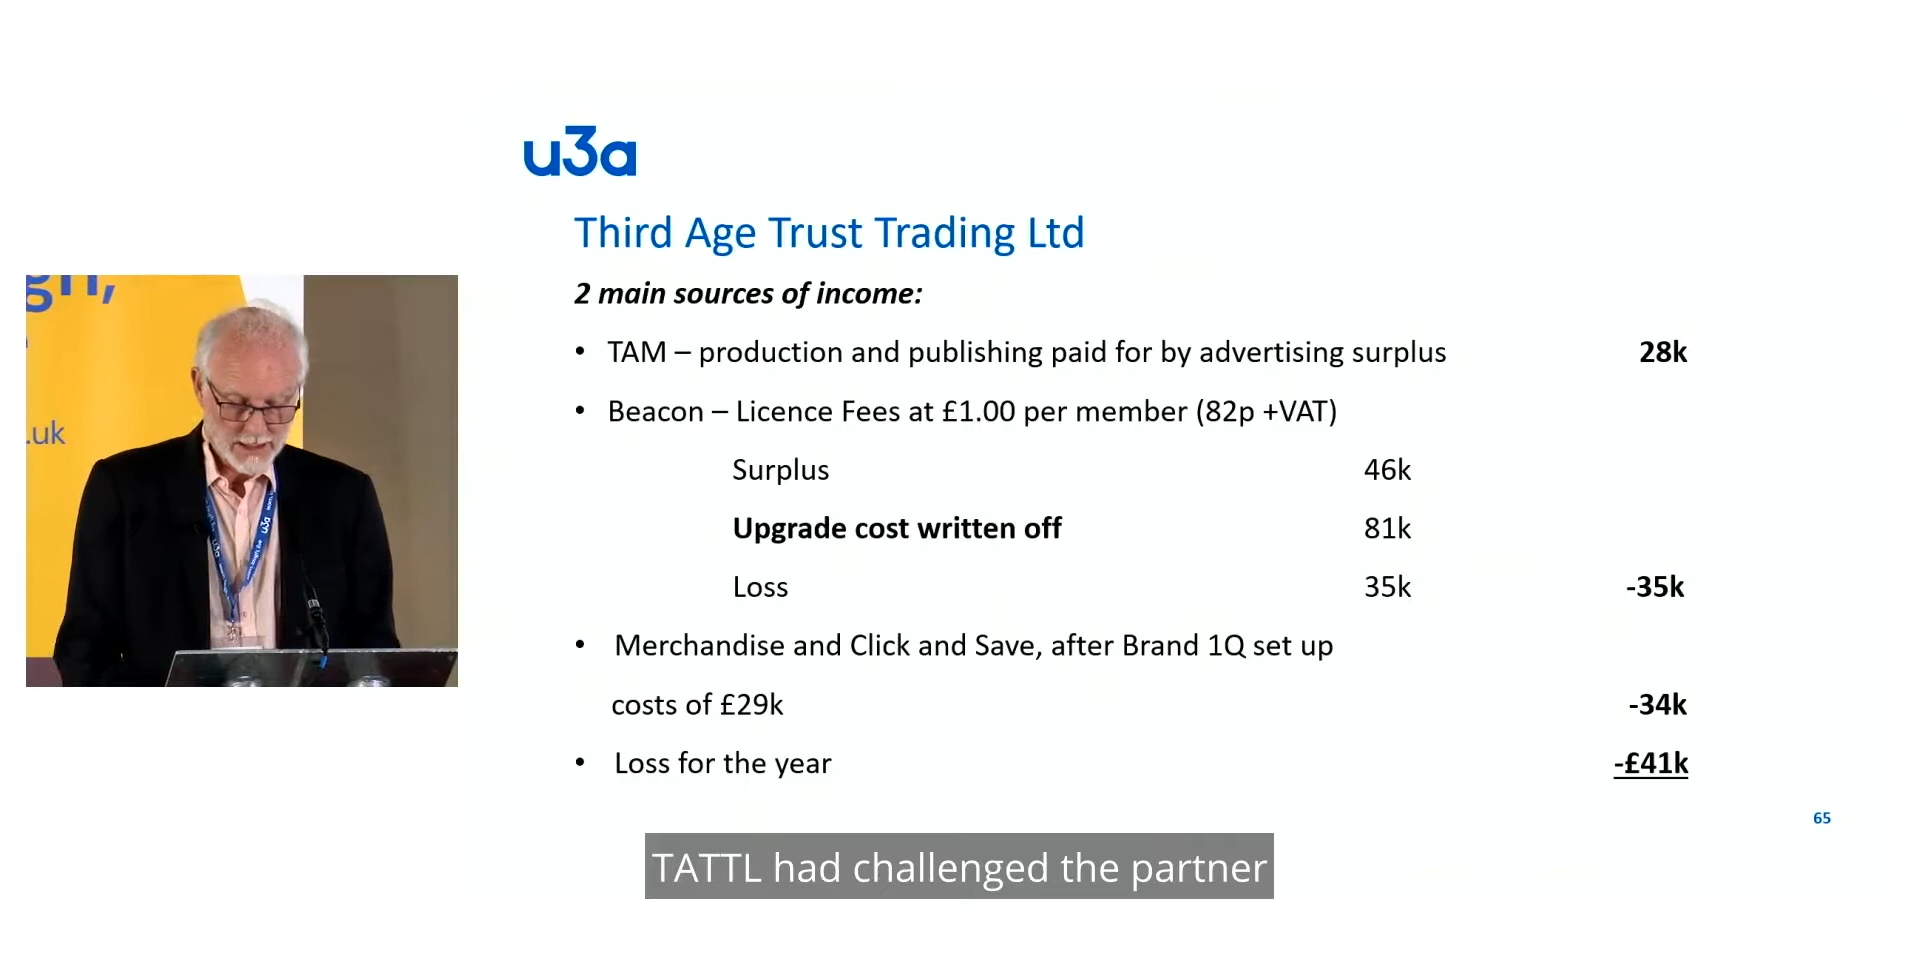 u3a
Third Age Trust Trading Ltd
2 main sources of income:
• TAM – production and publishing paid for by advertising surplus 28k
• Beacon – Licence Fees at £1.00 per member (82p +VAT)
Surplus 46k
Upgrade cost written off 81k
Loss 35k -35k
• Merchandise and Click and Save, after Brand 1Q set up
costs of £29k -34k
• Loss for the year -£41k
65
.uk
u3a
TATTL had challenged the partner